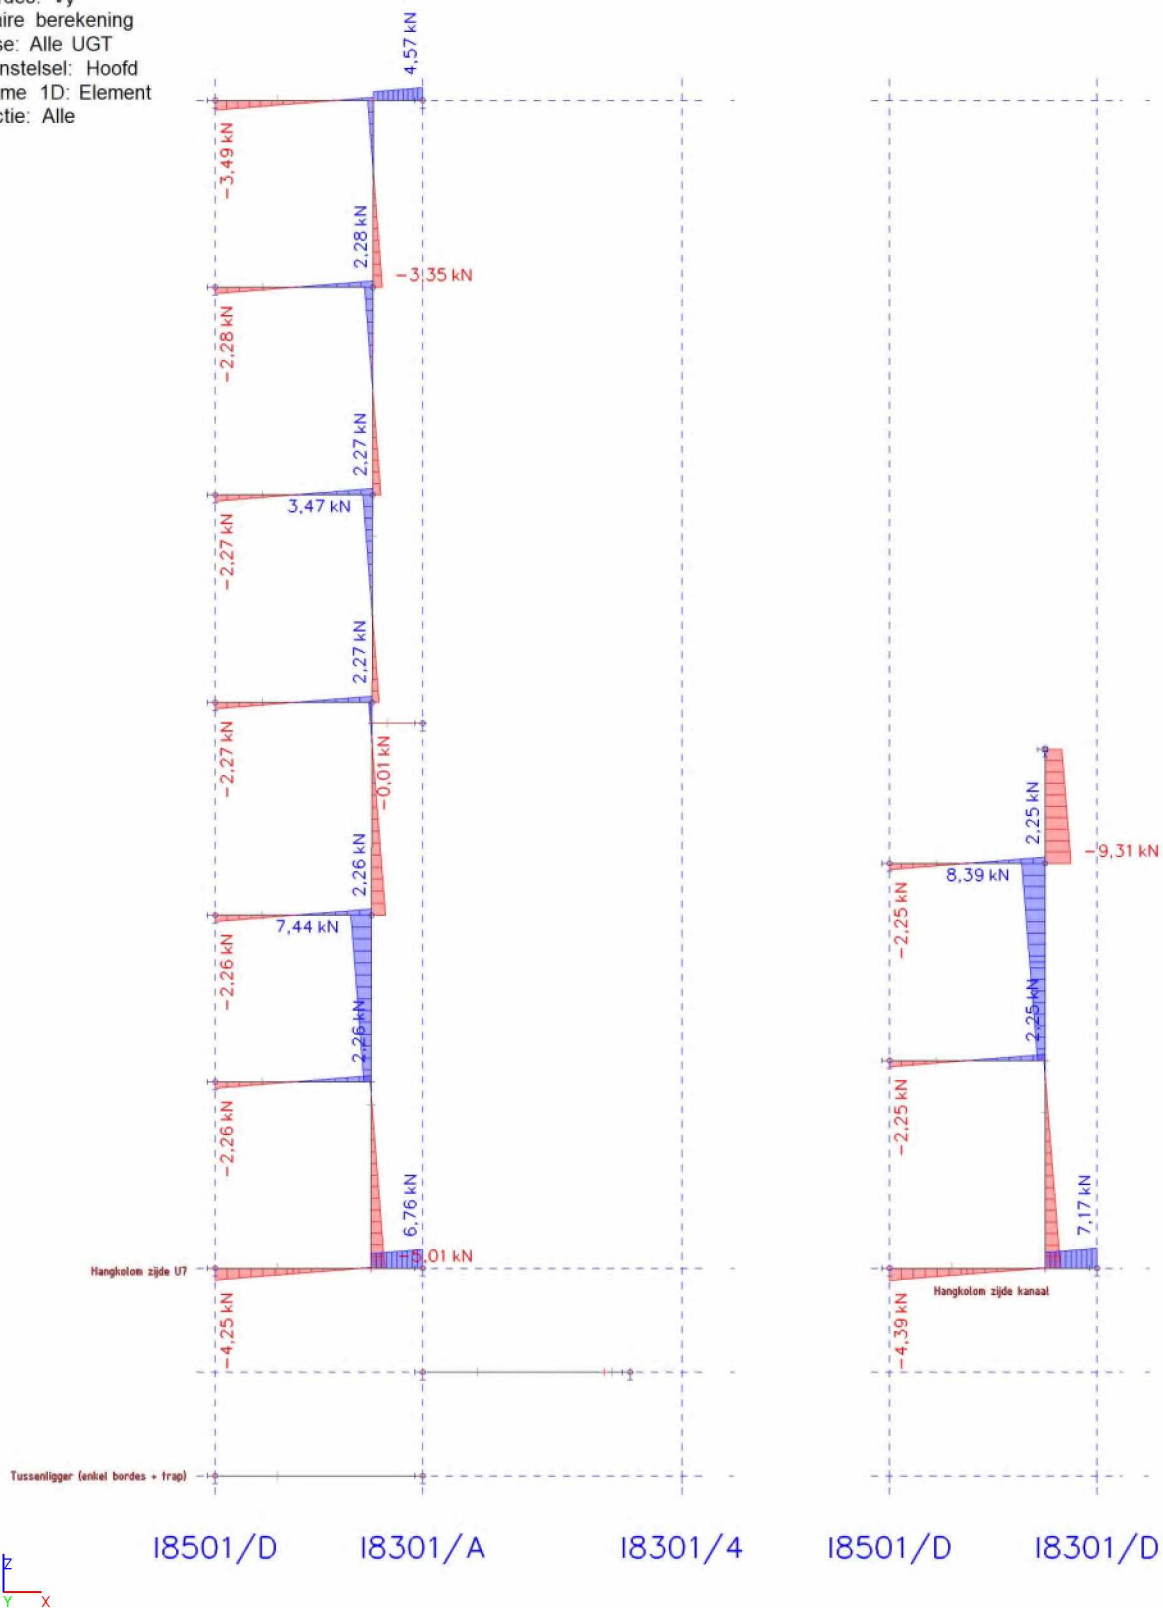 Vy
berekening
Alle UGT
Hoofd
1D: Element
Alle
4,57 kN
−3,49 kN
2,28 kN
−3,35 kN
−2,28 kN
2,27 kN
3,47 kN
−2,27 kN
2,27 kN
−2,27 kN
−0,01 kN
2,25 kN
2,26 kN
−9,31 kN
8,39 kN
7,44 kN
−2,25 kN
−2,26 kN
2,26 kN
2,25 kN
−2,26 kN
−2,25 kN
6,76 kN
7,17 kN
−5,01 kN
Hangkolom zijde U7
Hangkolom zijde kanaal
−4,25 kN
−4,39 kN
Tussenligger (enkel bordes + trap)
18501/D 18301/A 18301/4 18501/D 18301/D
Z
Y X